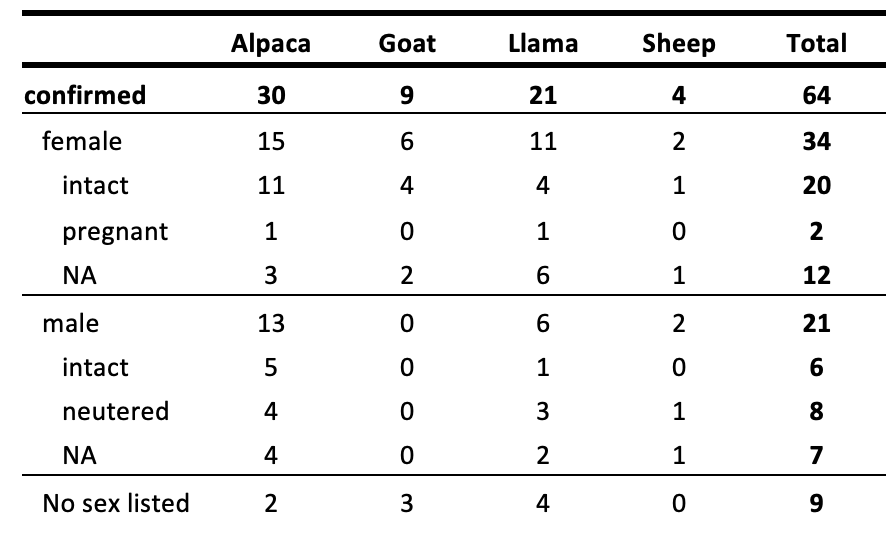 Alpaca Goat Llama Sheep Total
confirmed 30 9 21 4 64
female 15 6 11 2 34
intact 11 4 4 1 20
pregnant 1 0 1 0 2
NA 3 2 6 1 12
male 13 0 6 2 21
intact 5 0 1 0 6
neutered 4 0 3 1 8
NA 4 0 2 1 7
No sex listed 2 3 4 0 9